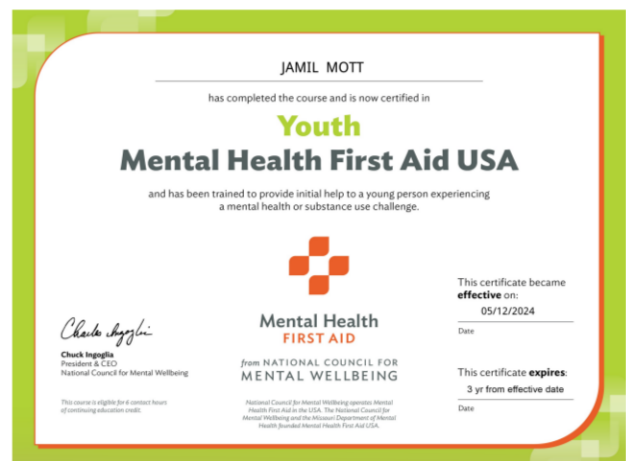 JAMIL MOTT
has completed the course and is now certified in
Youth
Mental Health First Aid USA
and has been trained to provide initial help to a young person experiencing
a mental health or substance use challenge.
This certificate became
effective on:
05/12/2024
Date
Mental Health
FIRST AID
from NATIONAL COUNCIL FOR
MENTAL WELLBEING
Charles Ingoglia
Chuck Ingoglia
President & CEO
National Council for Mental Wellbeing
This certificate expires:
3 yr from effective date
Date
This course is eligible for 6 contact hours
of continuing education credit.
National Council for Mental Wellbeing operates Mental
Health First Aid in the USA. The National Council for
Mental Wellbeing and the Missouri Department of Mental
Health founded Mental Health First Aid USA.